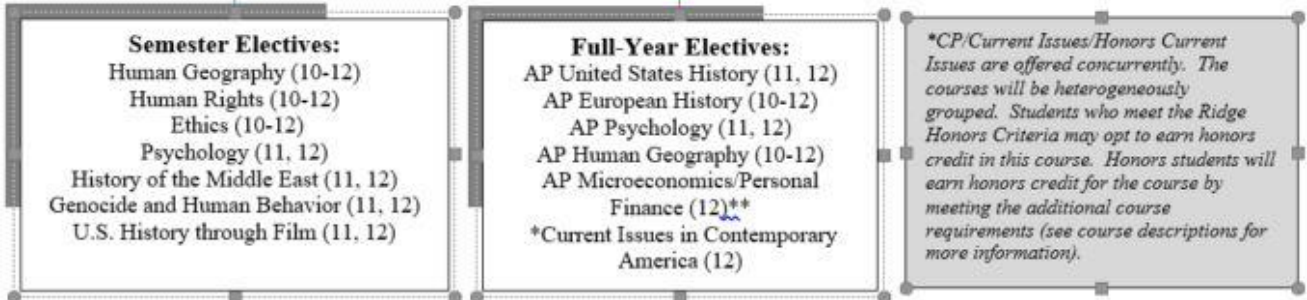 Semester Electives:
Human Geography (10-12)
Human Rights (10-12)
Ethics (10-12)
Psychology (11, 12)
History of the Middle East (11, 12)
Genocide and Human Behavior (11, 12)
U.S. History through Film (11, 12)
Full-Year Electives:
AP United States History (11, 12)
AP European History (10-12)
AP Psychology (11, 12)
AP Human Geography (10-12)
AP Microeconomics/Personal
Finance (12)**
*Current Issues in Contemporary
America (12)
*CP/Current Issues/Honors Current
Issues are offered concurrently. The
courses will be heterogeneously
grouped. Students who meet the Ridge
Honors Criteria may opt to earn honors
credit in this course. Honors students will
earn honors credit for the course by
meeting the additional course
requirements (see course descriptions for
more information).